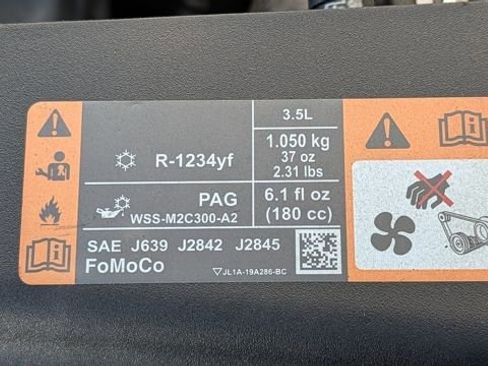 3.5L
R-1234yf
1.050 kg
37 oz
2.31 lbs
PAG
WSS-M2C300-A2
6.1 fl oz
(180 cc)
SAE J639 J2842 J2845
FoMoCo
JL1A-19A286-BC